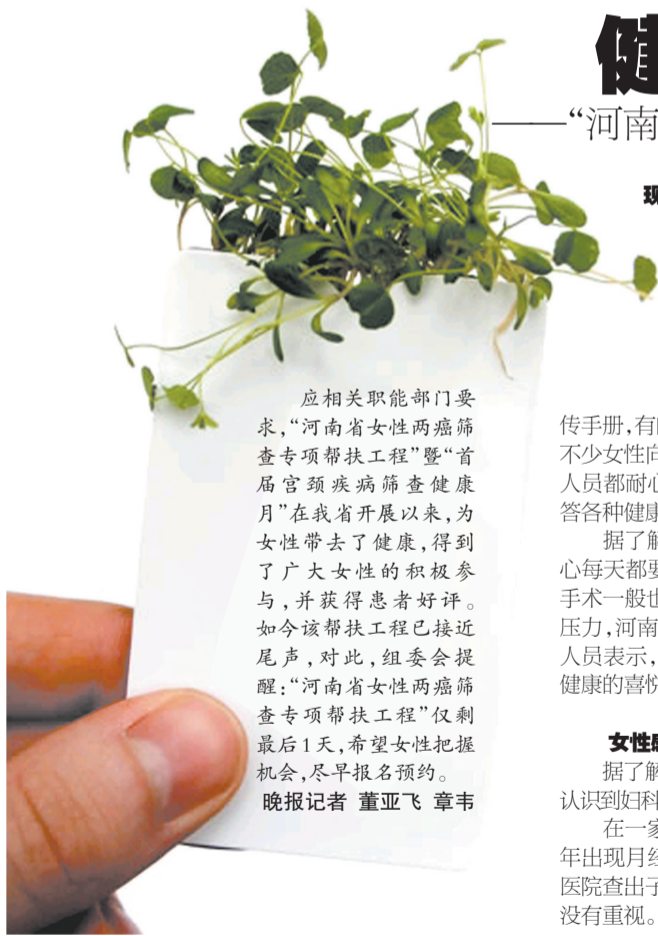 健
——“河南
现
应相关职能部门要
求,“河南省女性两癌筛
查专项帮扶工程”暨“首
届宫颈疾病筛查健康
月”在我省开展以来,为
女性带去了健康,得到
了广大女性的积极参
与,并获得患者好评。
如今该帮扶工程已接近
尾声,对此,组委会提
醒:“河南省女性两癌筛
查专项帮扶工程”仅剩
最后1天,希望女性把握
机会,尽早报名预约。
晚报记者 董亚飞 章韦
传手册,有
不少女性向
人员都耐心
答各种健康
据了解
心每天都要
手术一般也
压力,河南
人员表示,
健康的喜悦
女性
据了解
认识到妇科
在一家
年出现月经
医院查出子
没有重视。